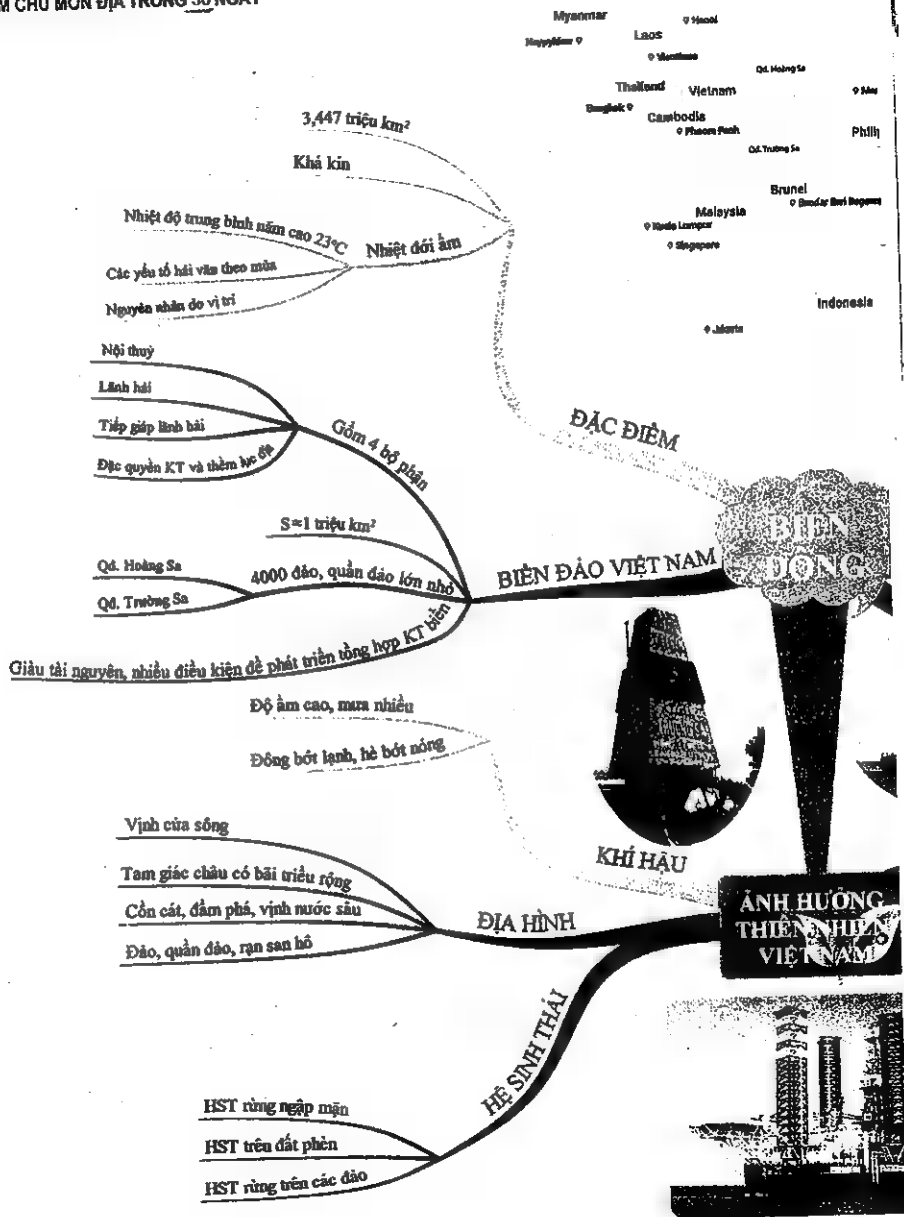 M CHỦ MÔN ĐỊA TRONG 30 NGÀY
Myanmar
Hanoi
Laos
Vientiane
Qd. Hoàng Sa
Thailand
Vietnam
Bangkok
Cambodia
Phnom Penh
Phili
Qd. Trường Sa
Brunei
Bandar Seri Begawan
Malaysia
Kuala Lumpur
Singapore
Indonesia
Jakarta
3,447 triệu km²
Khá kín
Nhiệt độ trung bình năm cao 23°C
Nhiệt đới ẩm
Các yếu tố hải văn theo mùa
Nguyên nhân do vị trí
ĐẶC ĐIỂM
Nội thuỷ
Lãnh hải
Tiếp giáp lãnh hải
Đặc quyền KT và thềm lục địa
Gồm 4 bộ phận
S≈1 triệu km²
Qd. Hoàng Sa
Qd. Trường Sa
4000 đảo, quần đảo lớn nhỏ
Giàu tài nguyên, nhiều điều kiện để phát triển tổng hợp KT biển
BIỂN ĐẢO VIỆT NAM
BIỂN
ĐÔNG
Độ ẩm cao, mưa nhiều
Đông bớt lạnh, hè bớt nóng
KHÍ HẬU
Vịnh cửa sông
Tam giác châu có bãi triều rộng
Cồn cát, đầm phá, vịnh nước sâu
Đảo, quần đảo, rạn san hô
ĐỊA HÌNH
ẢNH HƯỞNG
THIÊN NHIÊN
VIỆT NAM
HỆ SINH THÁI
HST rừng ngập mặn
HST trên đất phèn
HST rừng trên các đảo